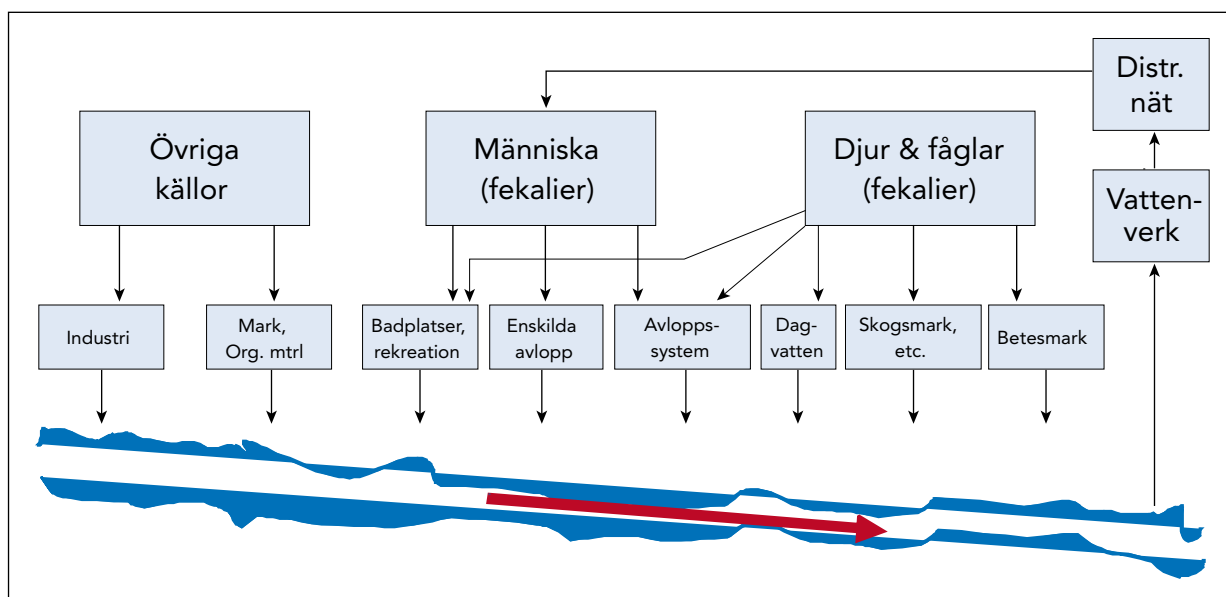 Distr.
nät
Övriga
källor
Människa
(fekalier)
Djur & fåglar
(fekalier)
Vatten-
verk
Industri
Mark,
Org. mtrl
Badplatser,
rekreation
Enskilda
avlopp
Avlopps-
system
Dag-
vatten
Skogsmark,
etc.
Betesmark